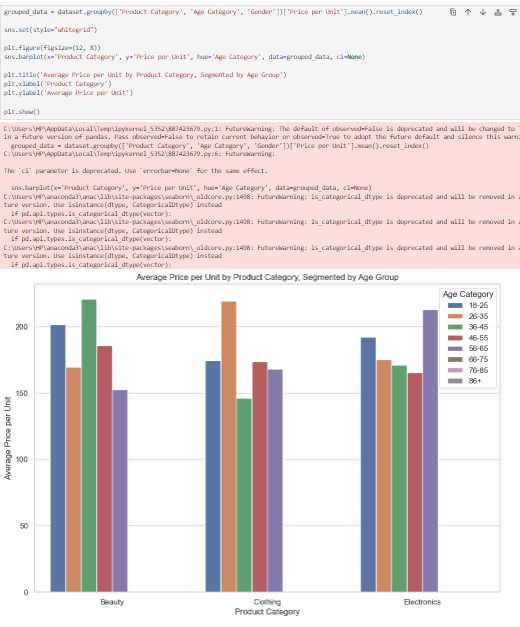 grouped_data = dataset.groupby(['Product Category', 'Age Category', 'Gender'])['Price per Unit'].mean().reset_index()
sns.set(style="whitegrid")
plt.figure(figsize=(12, 8))
sns.barplot(x='Product Category', y='Price per Unit', hue='Age Category', data=grouped_data, ci=None)
plt.title('Average Price per Unit by Product Category, Segmented by Age Group')
plt.xlabel('Product Category')
plt.ylabel('Average Price per Unit')
plt.show()
C:\Users\HP\AppData\Local\Temp\ipykernel_5352\887423679.py:1: FutureWarning: The default of observed=False is deprecated and will be changed to
in a future version of pandas. Pass observed=False to retain current behavior or observed=True to adopt the future default and silence this warni
grouped_data = dataset.groupby(['Product Category', 'Age Category', 'Gender'])['Price per Unit'].mean().reset_index()
C:\Users\HP\AppData\Local\Temp\ipykernel_5352\887423679.py:6: FutureWarning:
The `ci` parameter is deprecated. Use `errorbar=None` for the same effect.
sns.barplot(x='Product Category', y='Price per Unit', hue='Age Category', data=grouped_data, ci=None)
C:\Users\HP\anaconda3\anac\lib\site-packages\seaborn\_oldcore.py:1498: FutureWarning: is_categorical_dtype is deprecated and will be removed in a
ture version. Use isinstance(dtype, CategoricalDtype) instead
if pd.api.types.is_categorical_dtype(vector):
C:\Users\HP\anaconda3\anac\lib\site-packages\seaborn\_oldcore.py:1498: FutureWarning: is_categorical_dtype is deprecated and will be removed in a
ture version. Use isinstance(dtype, CategoricalDtype) instead
if pd.api.types.is_categorical_dtype(vector):
C:\Users\HP\anaconda3\anac\lib\site-packages\seaborn\_oldcore.py:1498: FutureWarning: is_categorical_dtype is deprecated and will be removed in a
ture version. Use isinstance(dtype, CategoricalDtype) instead
if pd.api.types.is_categorical_dtype(vector):
Average Price per Unit by Product Category, Segmented by Age Group
Age Category
18-25
26-35
36-45
46-55
56-65
66-75
76-85
86+
200
150
100
50
0
Average Price per Unit
Beauty
Clothing
Electronics
Product Category